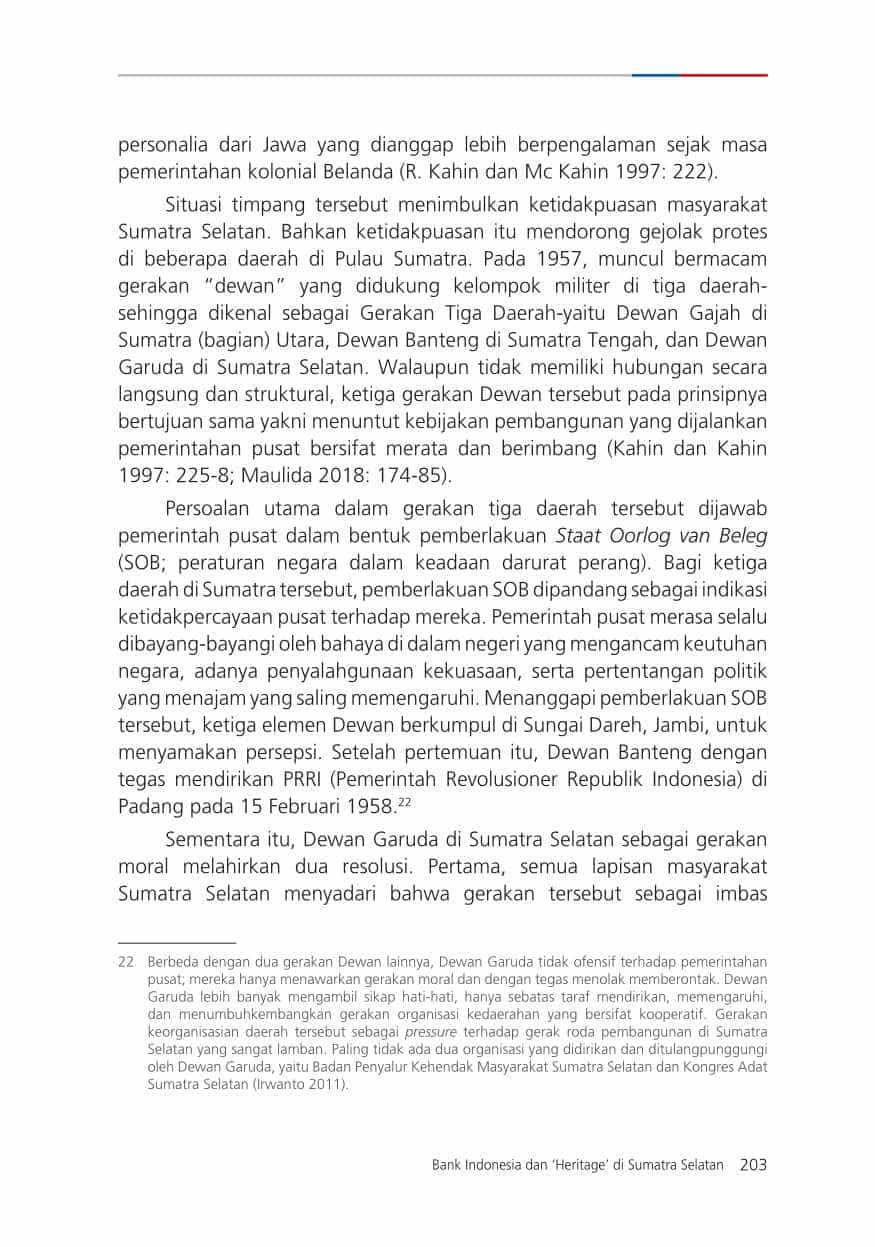 personalia dari Jawa yang dianggap lebih berpengalaman sejak masa
pemerintahan kolonial Belanda (R. Kahin dan Mc Kahin 1997: 222).
Situasi timpang tersebut menimbulkan ketidakpuasan masyarakat
Sumatra Selatan. Bahkan ketidakpuasan itu mendorong gejolak protes
di beberapa daerah di Pulau Sumatra. Pada 1957, muncul bermacam
gerakan “dewan” yang didukung kelompok militer di tiga daerah-
sehingga dikenal sebagai Gerakan Tiga Daerah-yaitu Dewan Gajah di
Sumatra (bagian) Utara, Dewan Banteng di Sumatra Tengah, dan Dewan
Garuda di Sumatra Selatan. Walaupun tidak memiliki hubungan secara
langsung dan struktural, ketiga gerakan Dewan tersebut pada prinsipnya
bertujuan sama yakni menuntut kebijakan pembangunan yang dijalankan
pemerintahan pusat bersifat merata dan berimbang (Kahin dan Kahin
1997: 225-8; Maulida 2018: 174-85).
Persoalan utama dalam gerakan tiga daerah tersebut dijawab
pemerintah pusat dalam bentuk pemberlakuan Staat Oorlog van Beleg
(SOB; peraturan negara dalam keadaan darurat perang). Bagi ketiga
daerah di Sumatra tersebut, pemberlakuan SOB dipandang sebagai indikasi
ketidakpercayaan pusat terhadap mereka. Pemerintah pusat merasa selalu
dibayang-bayangi oleh bahaya di dalam negeri yang mengancam keutuhan
negara, adanya penyalahgunaan kekuasaan, serta pertentangan politik
yang menajam yang saling memengaruhi. Menanggapi pemberlakuan SOB
tersebut, ketiga elemen Dewan berkumpul di Sungai Dareh, Jambi, untuk
menyamakan persepsi. Setelah pertemuan itu, Dewan Banteng dengan
tegas mendirikan PRRI (Pemerintah Revolusioner Republik Indonesia) di
Padang pada 15 Februari 1958.22
Sementara itu, Dewan Garuda di Sumatra Selatan sebagai gerakan
moral melahirkan dua resolusi. Pertama, semua lapisan masyarakat
Sumatra Selatan menyadari bahwa gerakan tersebut sebagai imbas
22 Berbeda dengan dua gerakan Dewan lainnya, Dewan Garuda tidak ofensif terhadap pemerintahan
pusat; mereka hanya menawarkan gerakan moral dan dengan tegas menolak memberontak. Dewan
Garuda lebih banyak mengambil sikap hati-hati, hanya sebatas taraf mendirikan, memengaruhi,
dan menumbuhkembangkan gerakan organisasi kedaerahan yang bersifat kooperatif. Gerakan
keorganisasian daerah tersebut sebagai pressure terhadap gerak roda pembangunan di Sumatra
Selatan yang sangat lamban. Paling tidak ada dua organisasi yang didirikan dan ditulangpunggungi
oleh Dewan Garuda, yaitu Badan Penyalur Kehendak Masyarakat Sumatra Selatan dan Kongres Adat
Sumatra Selatan (Irwanto 2011).
Bank Indonesia dan ‘Heritage’ di Sumatra Selatan 203